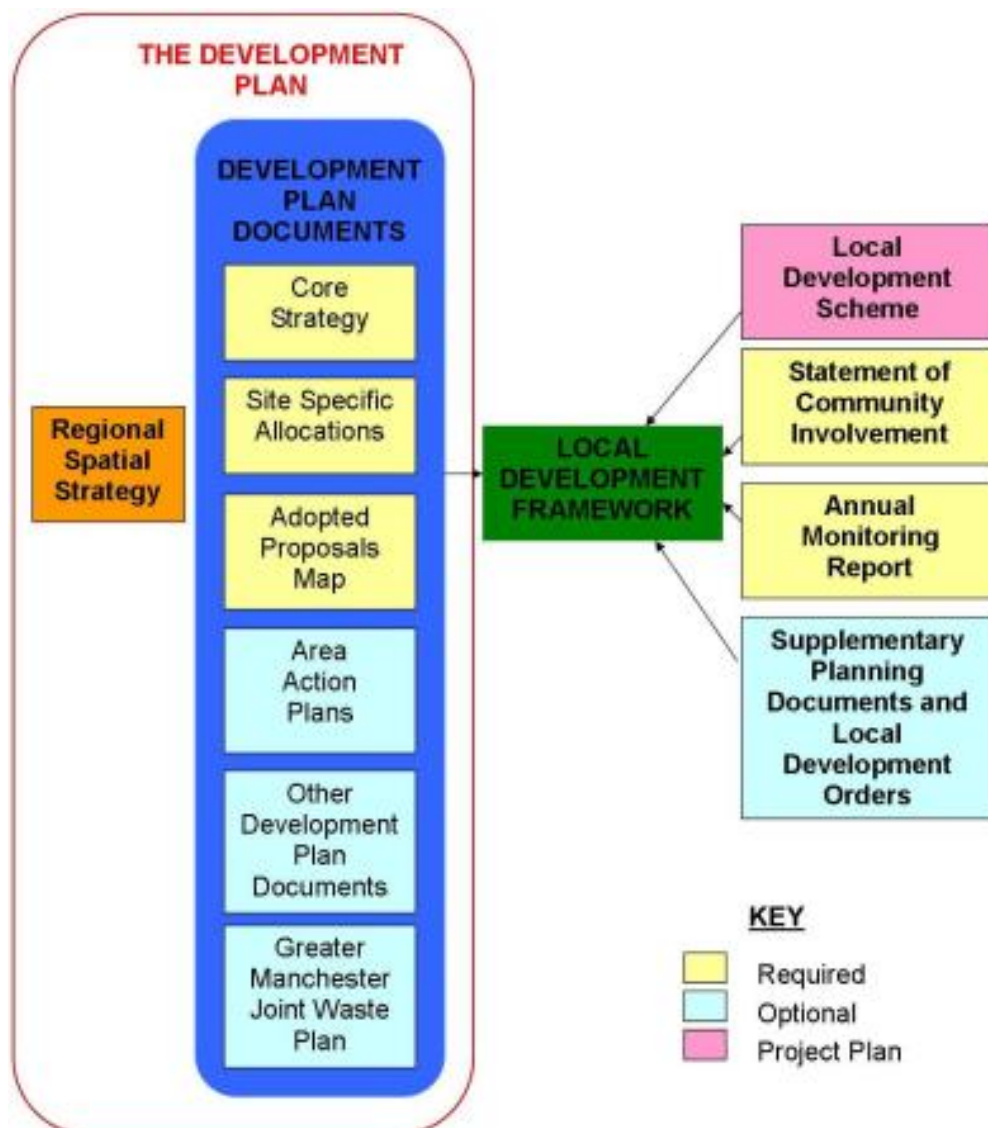 THE DEVELOPMENT
PLAN
DEVELOPMENT
PLAN
DOCUMENTS
Core
Strategy
Site Specific
Allocations
Adopted
Proposals
Map
Area
Action
Plans
Other
Development
Plan
Documents
Greater
Manchester
Joint Waste
Plan
Regional
Spatial
Strategy
LOCAL
DEVELOPMENT
FRAMEWORK
Local
Development
Scheme
Statement of
Community
Involvement
Annual
Monitoring
Report
Supplementary
Planning
Documents and
Local
Development
Orders
KEY
Required
Optional
Project Plan